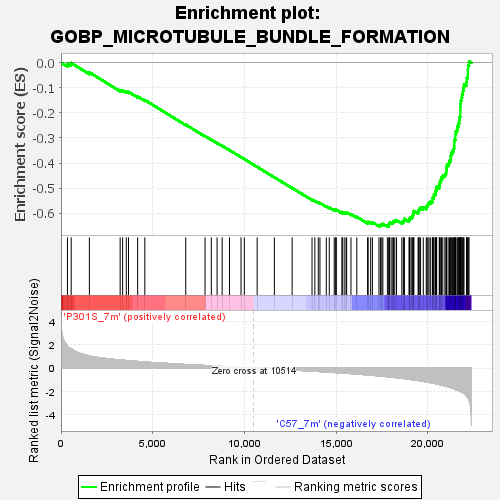 Enrichment plot:
GOBP_MICROTUBULE_BUNDLE_FORMATION
Enrichment score (ES)
0.0
-0.1
-0.2
-0.3
-0.4
-0.5
-0.6
Ranked list metric (Signal2Noise)
'P301S_7m' (positively correlated)
4
2
0
-2
-4
Zero cross at 10514
'C57_7m' (negatively correlated)
0
5,000
10,000
15,000
20,000
Rank in Ordered Dataset
Enrichment profile
Hits
Ranking metric scores